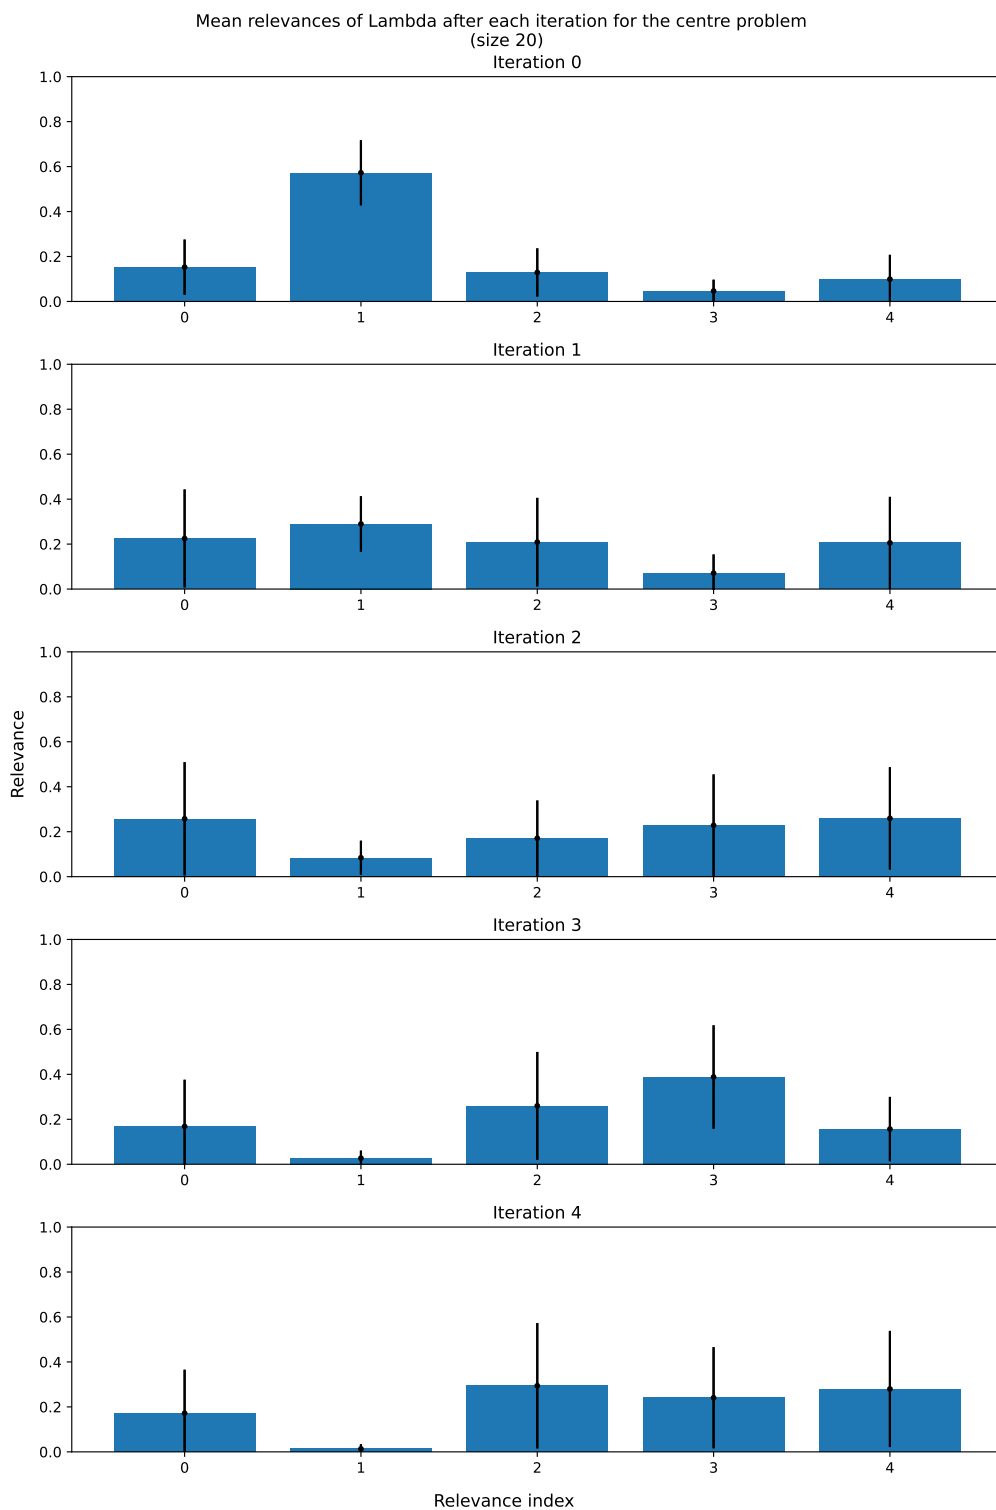 Mean relevances of Lambda after each iteration for the centre problem
(size 20)
Iteration 0
1.0
0.8
0.6
0.4
0.2
0.0
0 1 2 3 4
Iteration 1
1.0
0.8
0.6
0.4
0.2
0.0
0 1 2 3 4
Iteration 2
1.0
0.8
0.6
0.4
0.2
0.0
0 1 2 3 4
Relevance
Iteration 3
1.0
0.8
0.6
0.4
0.2
0.0
0 1 2 3 4
Iteration 4
1.0
0.8
0.6
0.4
0.2
0.0
0 1 2 3 4
Relevance index